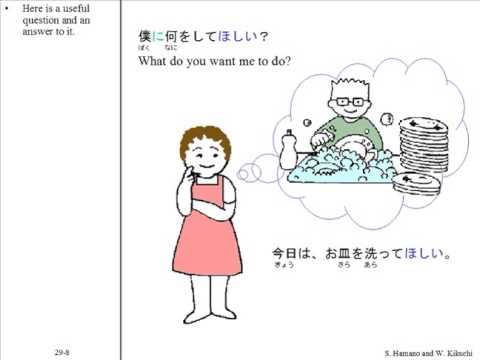 • Here is a useful
question and an
answer to it.
僕に何をしてほしい？
ぼく なに
What do you want me to do?
今日は、お皿を洗ってほしい。
きょう さら あら
29-8
S. Hamano and W. Kikuchi